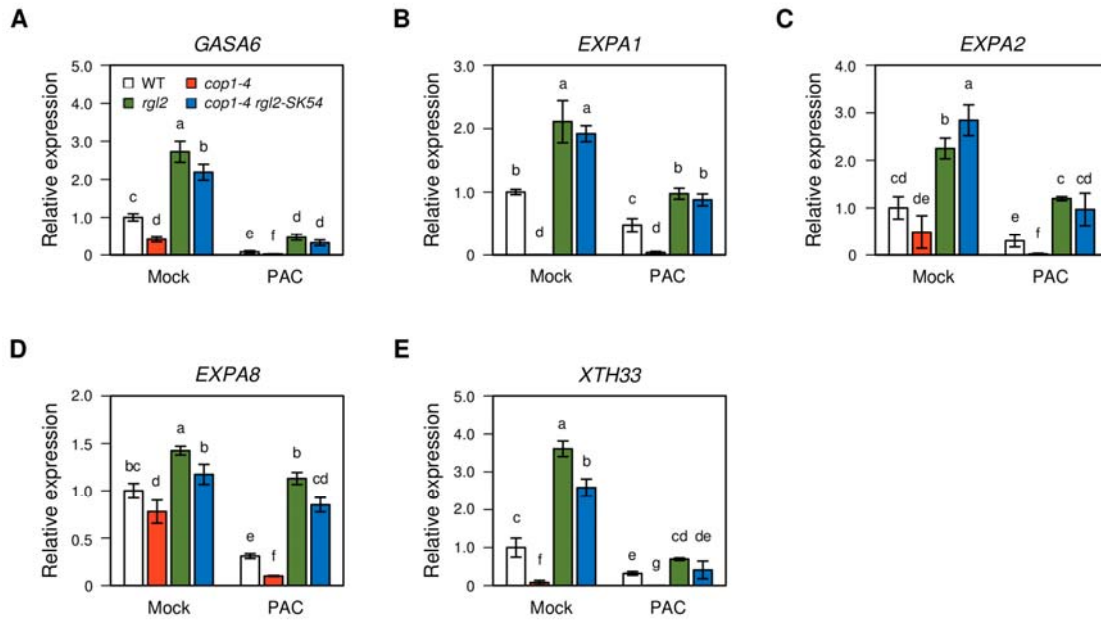 A
GASA6
Relative expression
5.0
4.0
3.0
2.0
1.0
0
WT
cop1-4
rgl2
cop1-4 rgl2-SK54
c
d
a
b
e
f
d
d
Mock
PAC
B
EXPA1
Relative expression
3.0
2.0
1.0
0
b
d
a
a
c
d
b
b
Mock
PAC
C
EXPA2
Relative expression
4.0
3.0
2.0
1.0
0
cd
de
b
a
e
f
c
cd
Mock
PAC
D
EXPA8
Relative expression
2.0
1.5
1.0
0.5
0
bc
d
a
b
e
f
b
cd
Mock
PAC
E
XTH33
Relative expression
5.0
4.0
3.0
2.0
1.0
0
c
f
a
b
e
g
cd
de
Mock
PAC